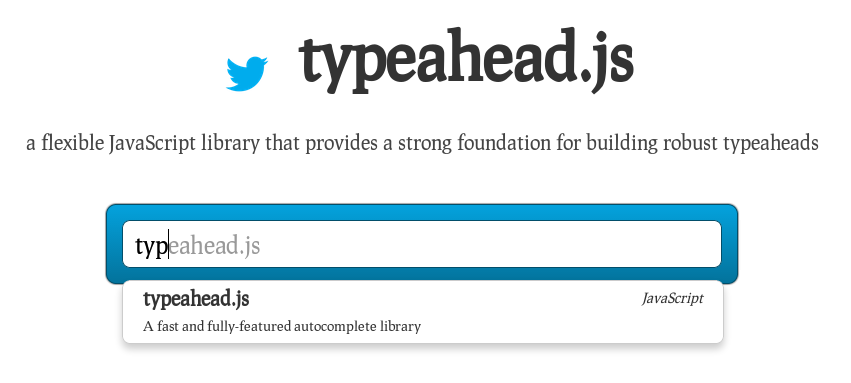 typeahead.js
a flexible JavaScript library that provides a strong foundation for building robust typeaheads
typeahead.js
typeahead.js JavaScript
A fast and fully-featured autocomplete library